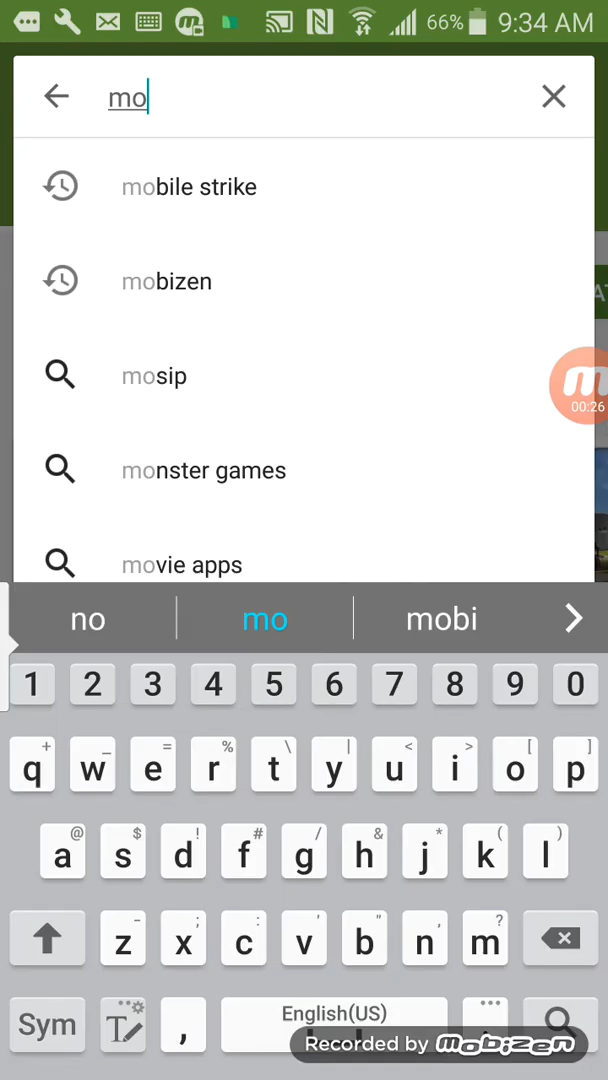 66% 9:34 AM
mo
mobile strike
mobizen
mosip
00:26
monster games
movie apps
no mo mobi
1 2 3 4 5 6 7 8 9 0
+ _ = % \ | < > [ ]
q w e r t y u i o p
@ $ ! # / & * ( )
a s d f g h j k l
- ; : ' " , ?
z x c v b n m
Sym T , English(US)
Recorded by mobizen